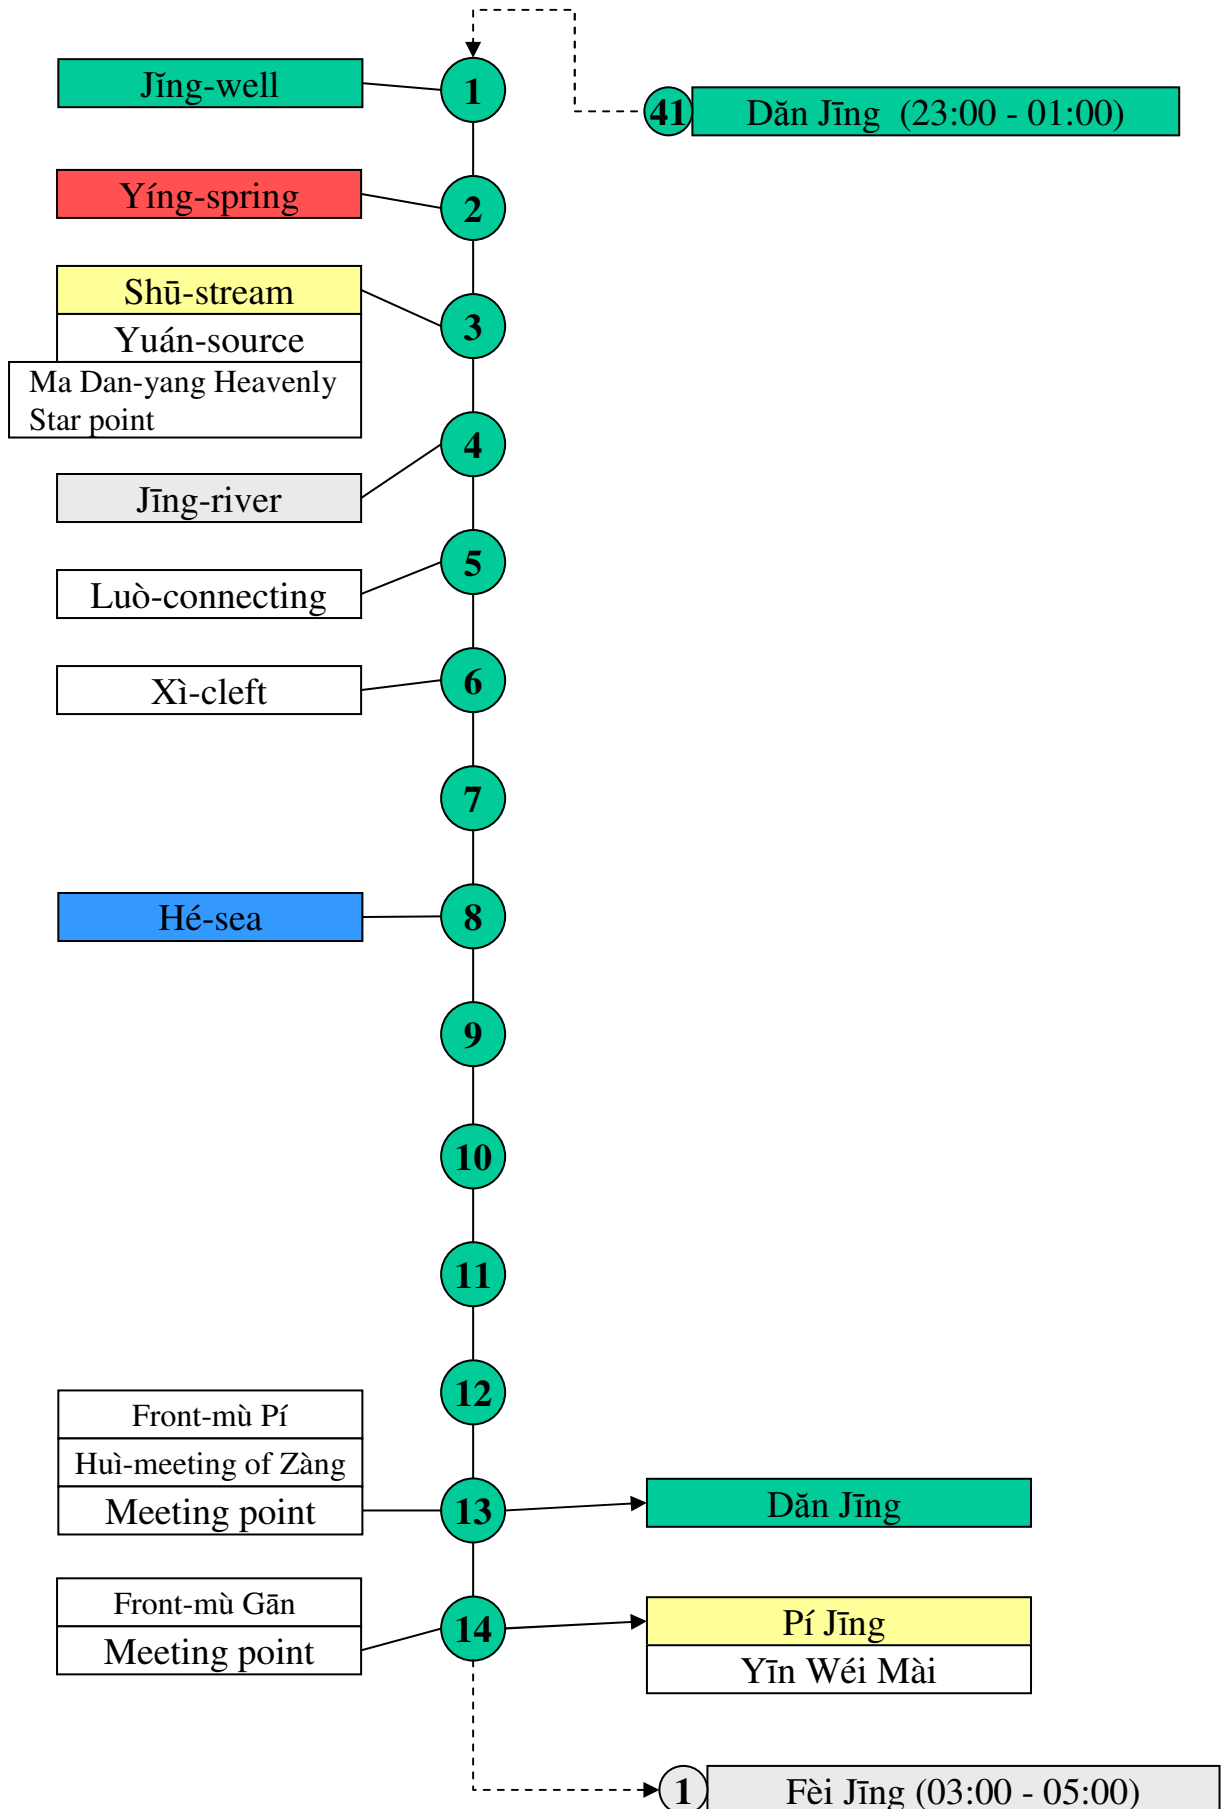 Jĭng-well
1
41
Dăn Jīng (23:00 - 01:00)
Yíng-spring
2
Shū-stream
Yuán-source
Ma Dan-yang Heavenly
Star point
3
4
Jīng-river
5
Luò-connecting
6
Xì-cleft
7
8
Hé-sea
9
10
11
12
Front-mù Pí
Huì-meeting of Zàng
Meeting point
13
Dăn Jīng
Front-mù Gān
Meeting point
14
Pí Jīng
Yīn Wéi Mài
1
Fèi Jīng (03:00 - 05:00)